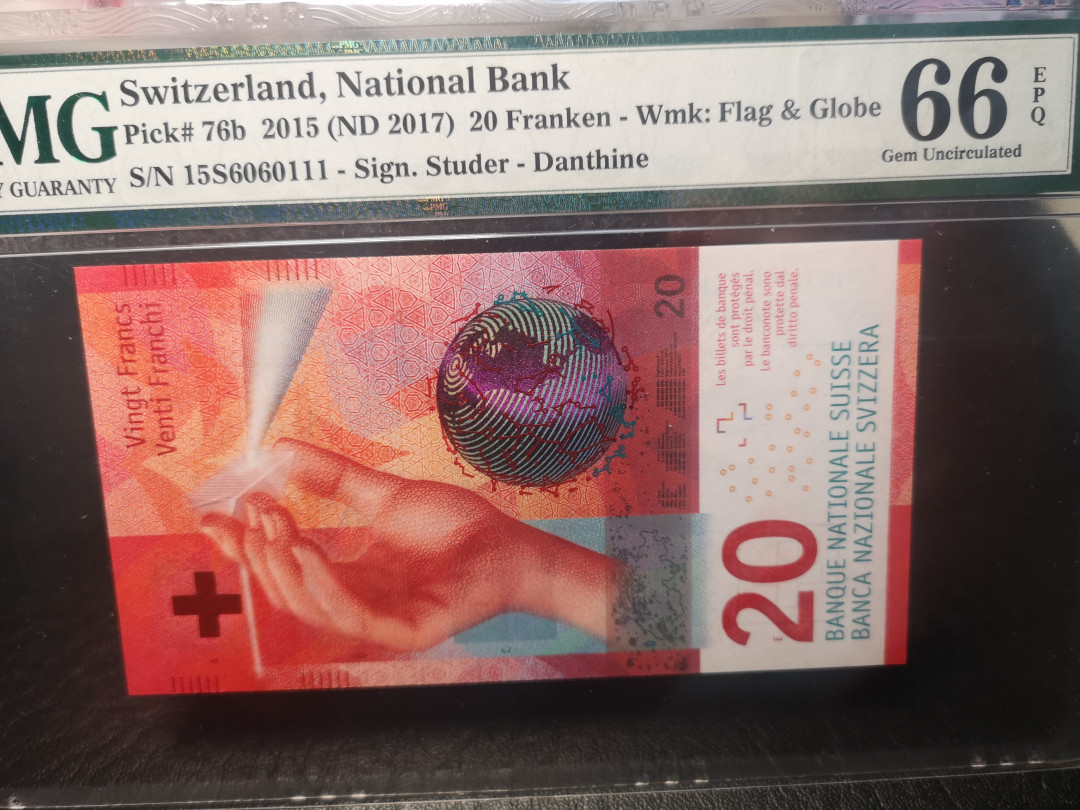 MG
Switzerland, National Bank
Pick# 76b 2015 (ND 2017) 20 Franken - Wmk: Flag & Globe
GUARANTY S/N 15S6060111 - Sign. Studer - Danthine
66
EPQ
Gem Uncirculated
Vingt Francs
Venti Franchi
20
Les billets de banque
sont protégés
par le droit pénal.
Le banconote sono
protette dal
diritto penale.
20
BANQUE NATIONALE SUISSE
BANCA NAZIONALE SVIZZERA